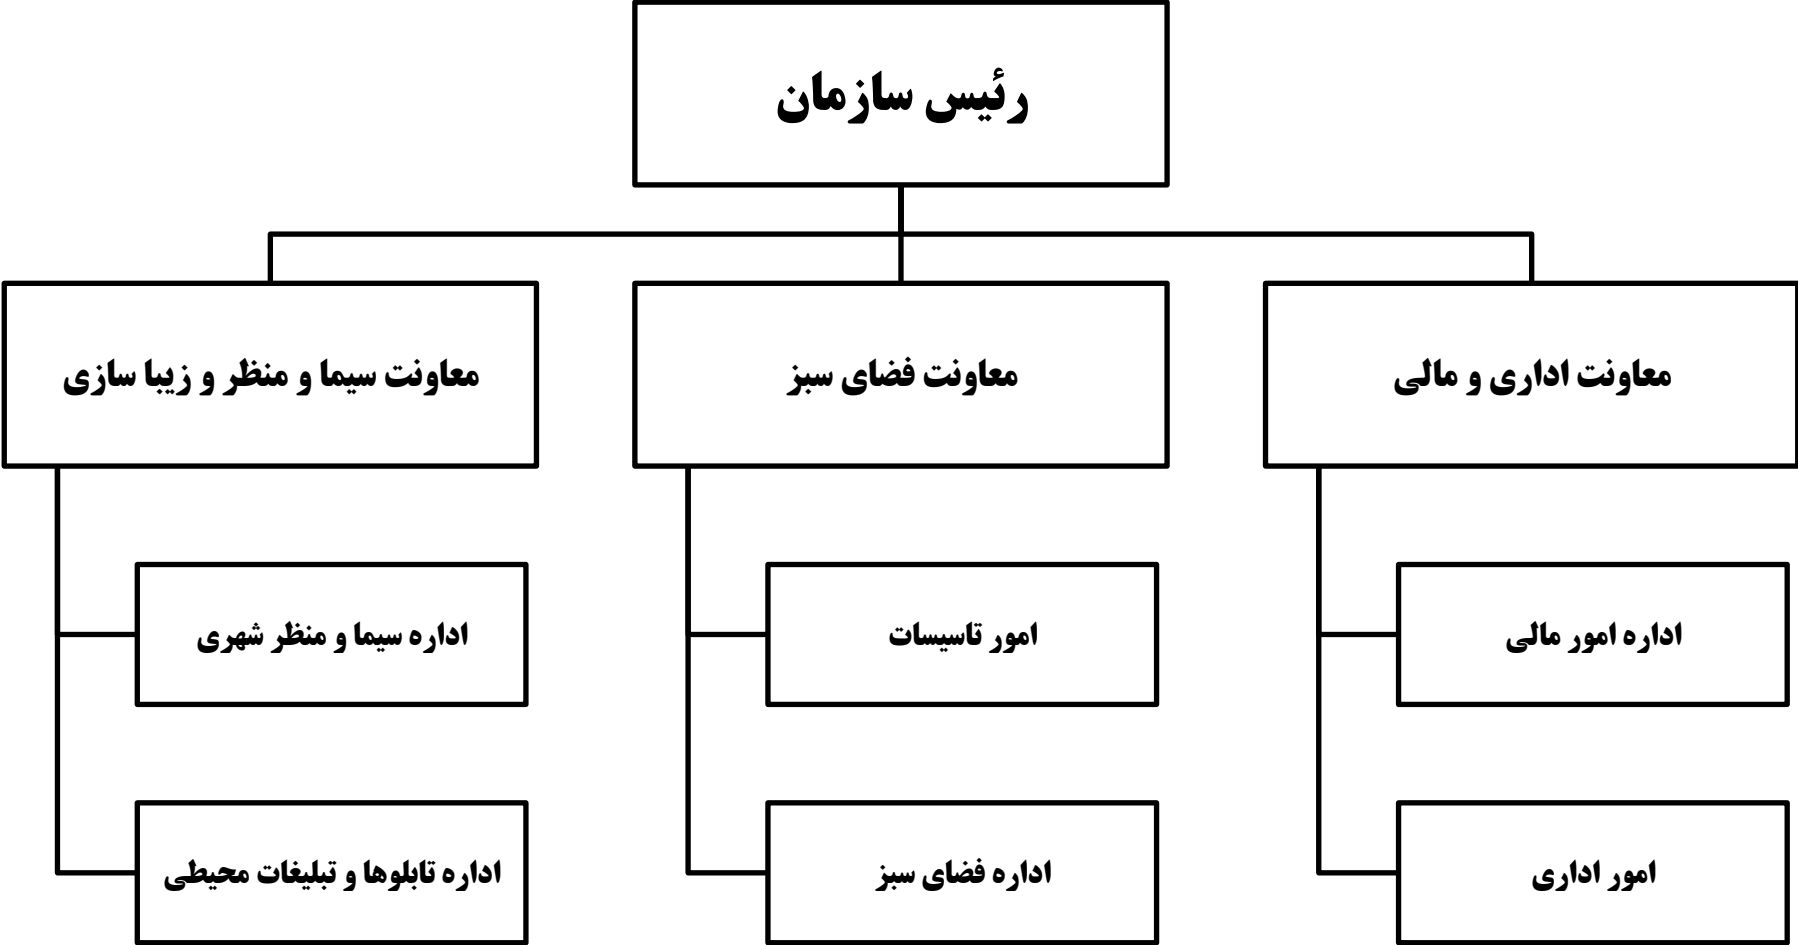 رئیس سازمان
معاونت اداری و مالی
معاونت فضای سبز
معاونت سیما و منظر و زیبا سازی
اداره امور مالی
امور تاسیسات
اداره سیما و منظر شهری
امور اداری
اداره فضای سبز
اداره تابلوها و تبلیغات محیطی